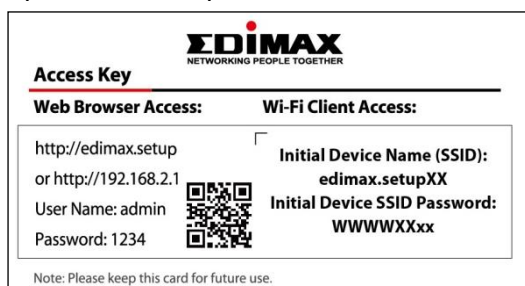 EDIMAX
NETWORKING PEOPLE TOGETHER
Access Key
Web Browser Access:
Wi-Fi Client Access:
http://edimax.setup
or http://192.168.2.1
User Name: admin
Password: 1234
Initial Device Name (SSID):
edimax.setupXX
Initial Device SSID Password:
WWWWXXxx
Note: Please keep this card for future use.